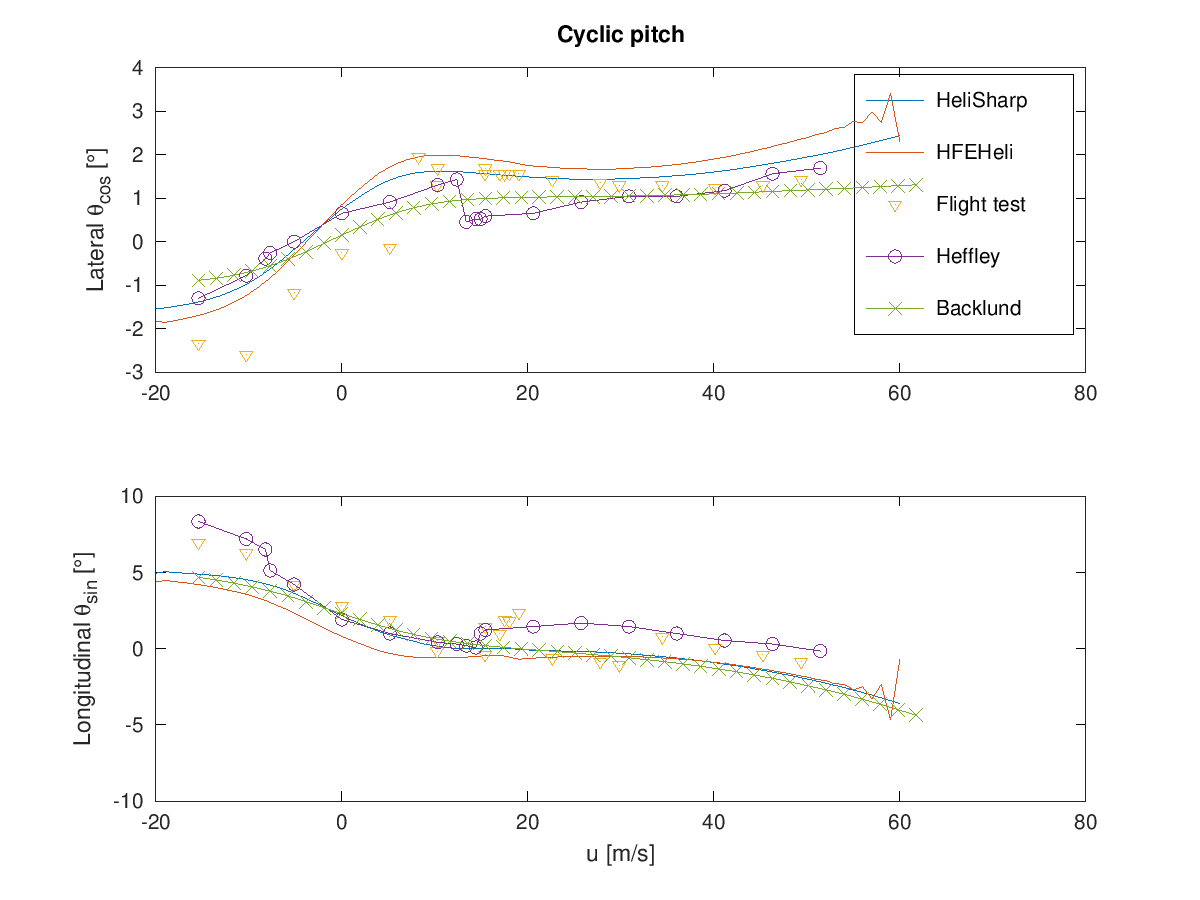 Cyclic pitch
4
3
2
1
0
-1
-2
-3
Lateral θcos [°]
-20 0 20 40 60 80
HeliSharp
HFEHeli
Flight test
Heffley
Backlund
10
5
0
-5
-10
Longitudinal θsin [°]
-20 0 20 40 60 80
u [m/s]